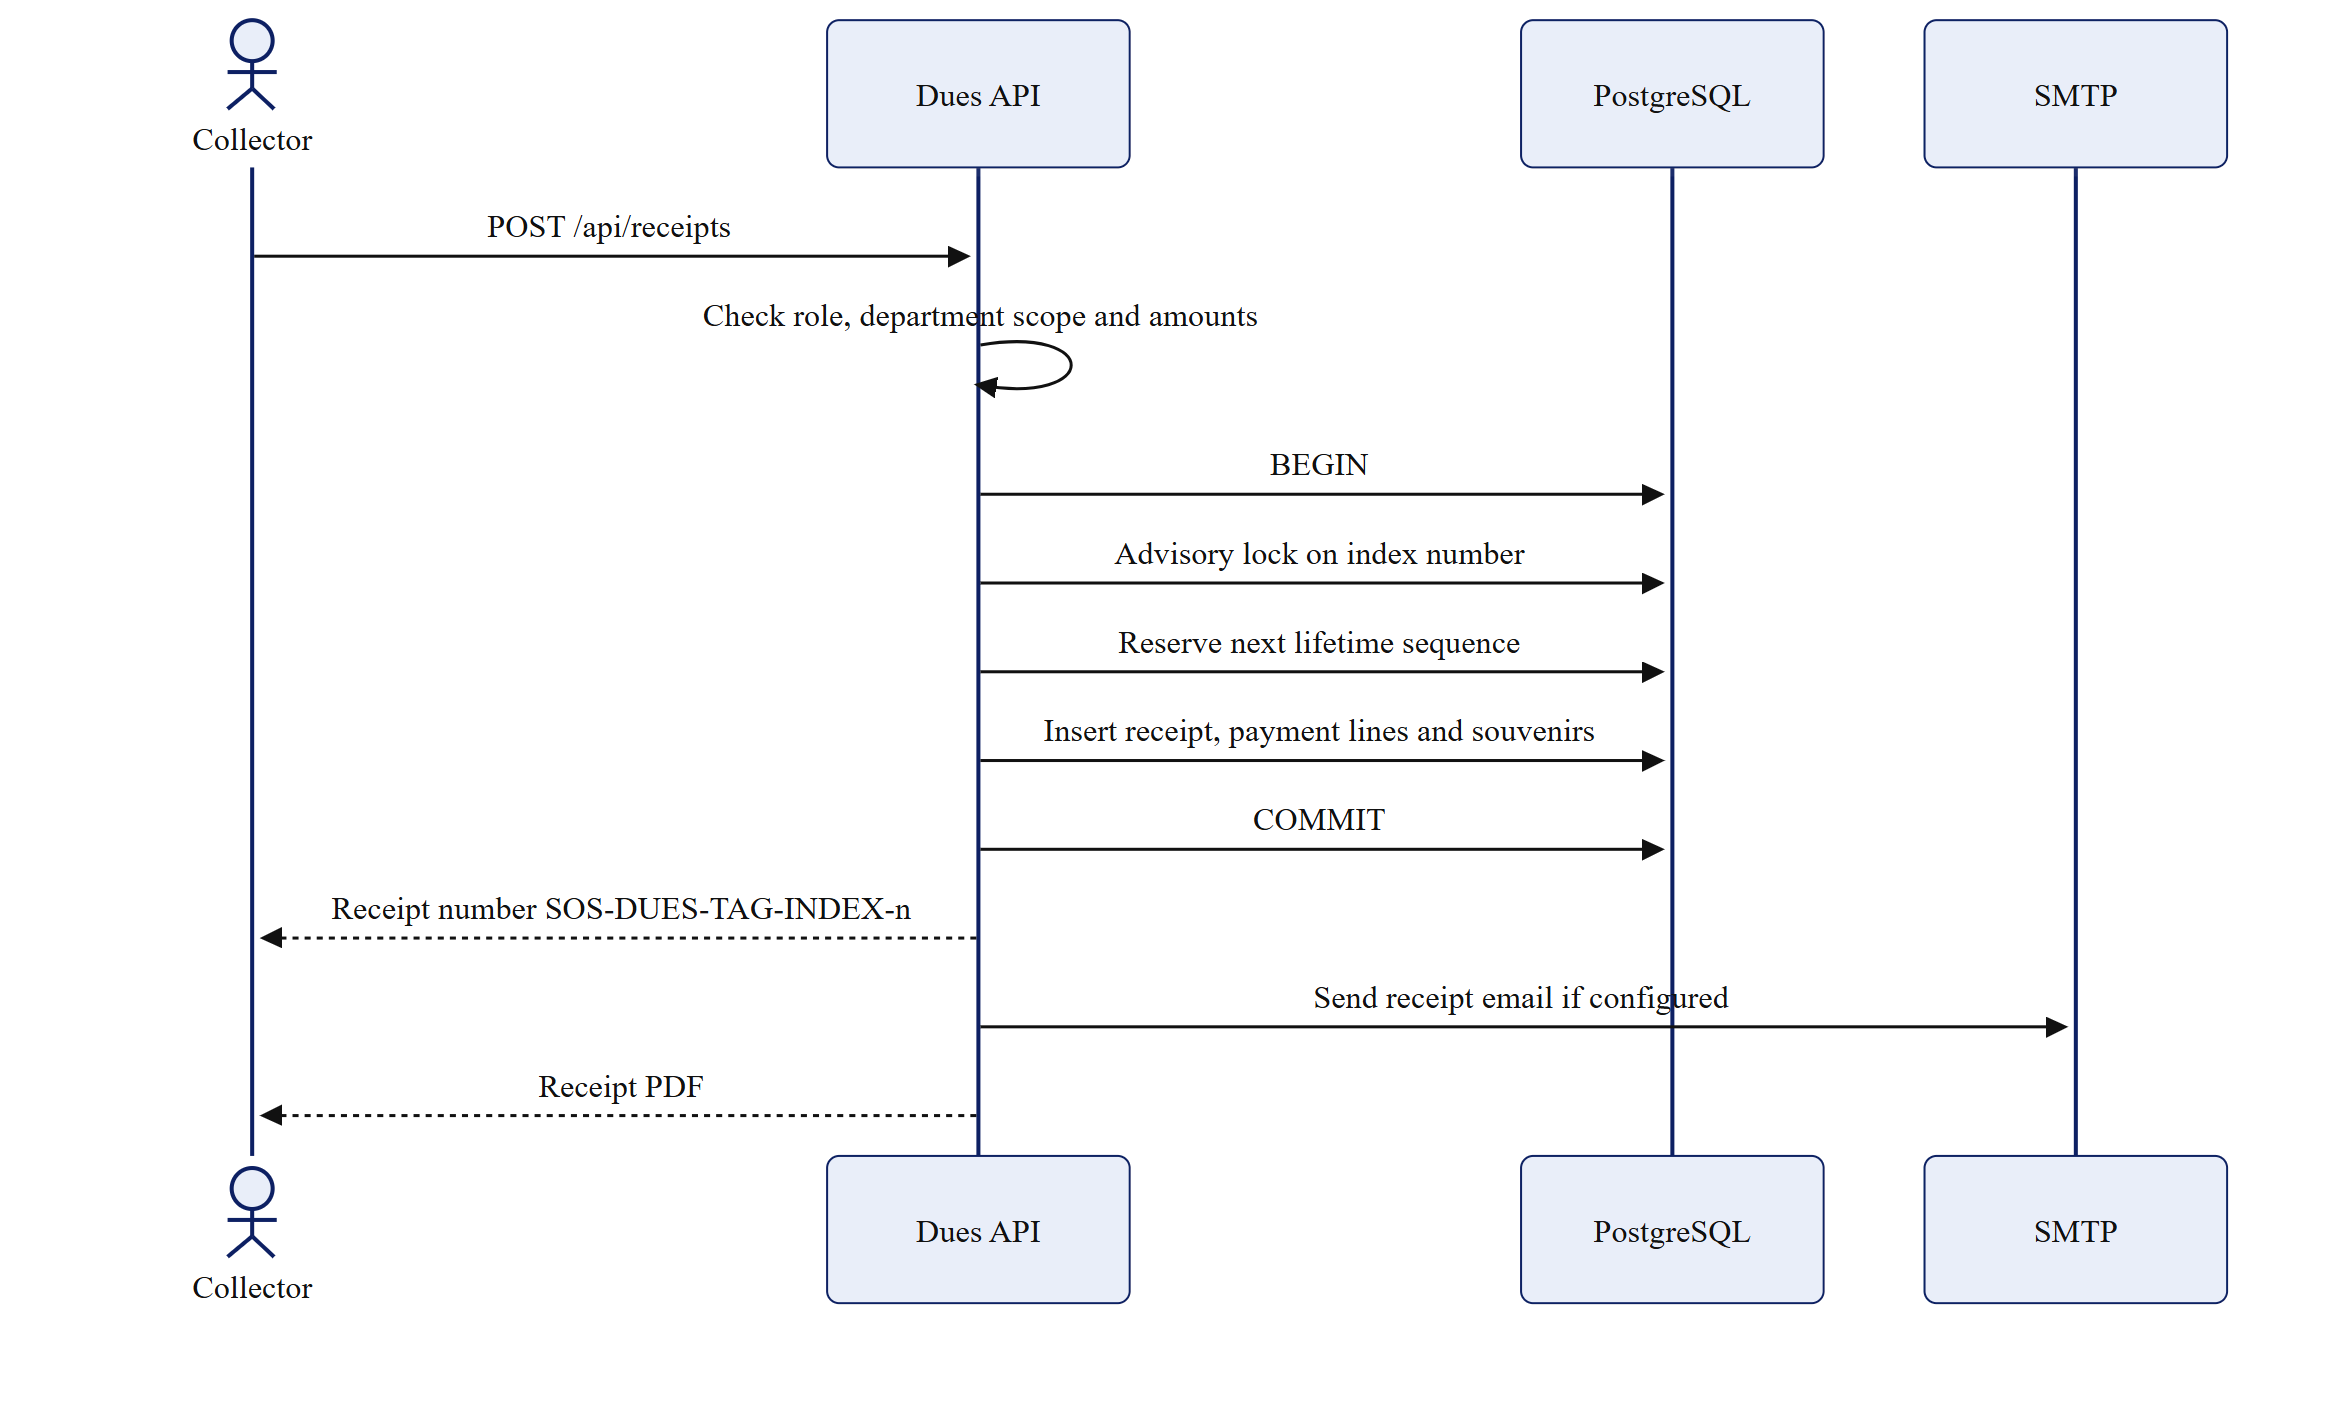 Collector
Dues API
PostgreSQL
SMTP
POST /api/receipts
Check role, department scope and amounts
BEGIN
Advisory lock on index number
Reserve next lifetime sequence
Insert receipt, payment lines and souvenirs
COMMIT
Receipt number SOS-DUES-TAG-INDEX-n
Send receipt email if configured
Receipt PDF
Collector
Dues API
PostgreSQL
SMTP